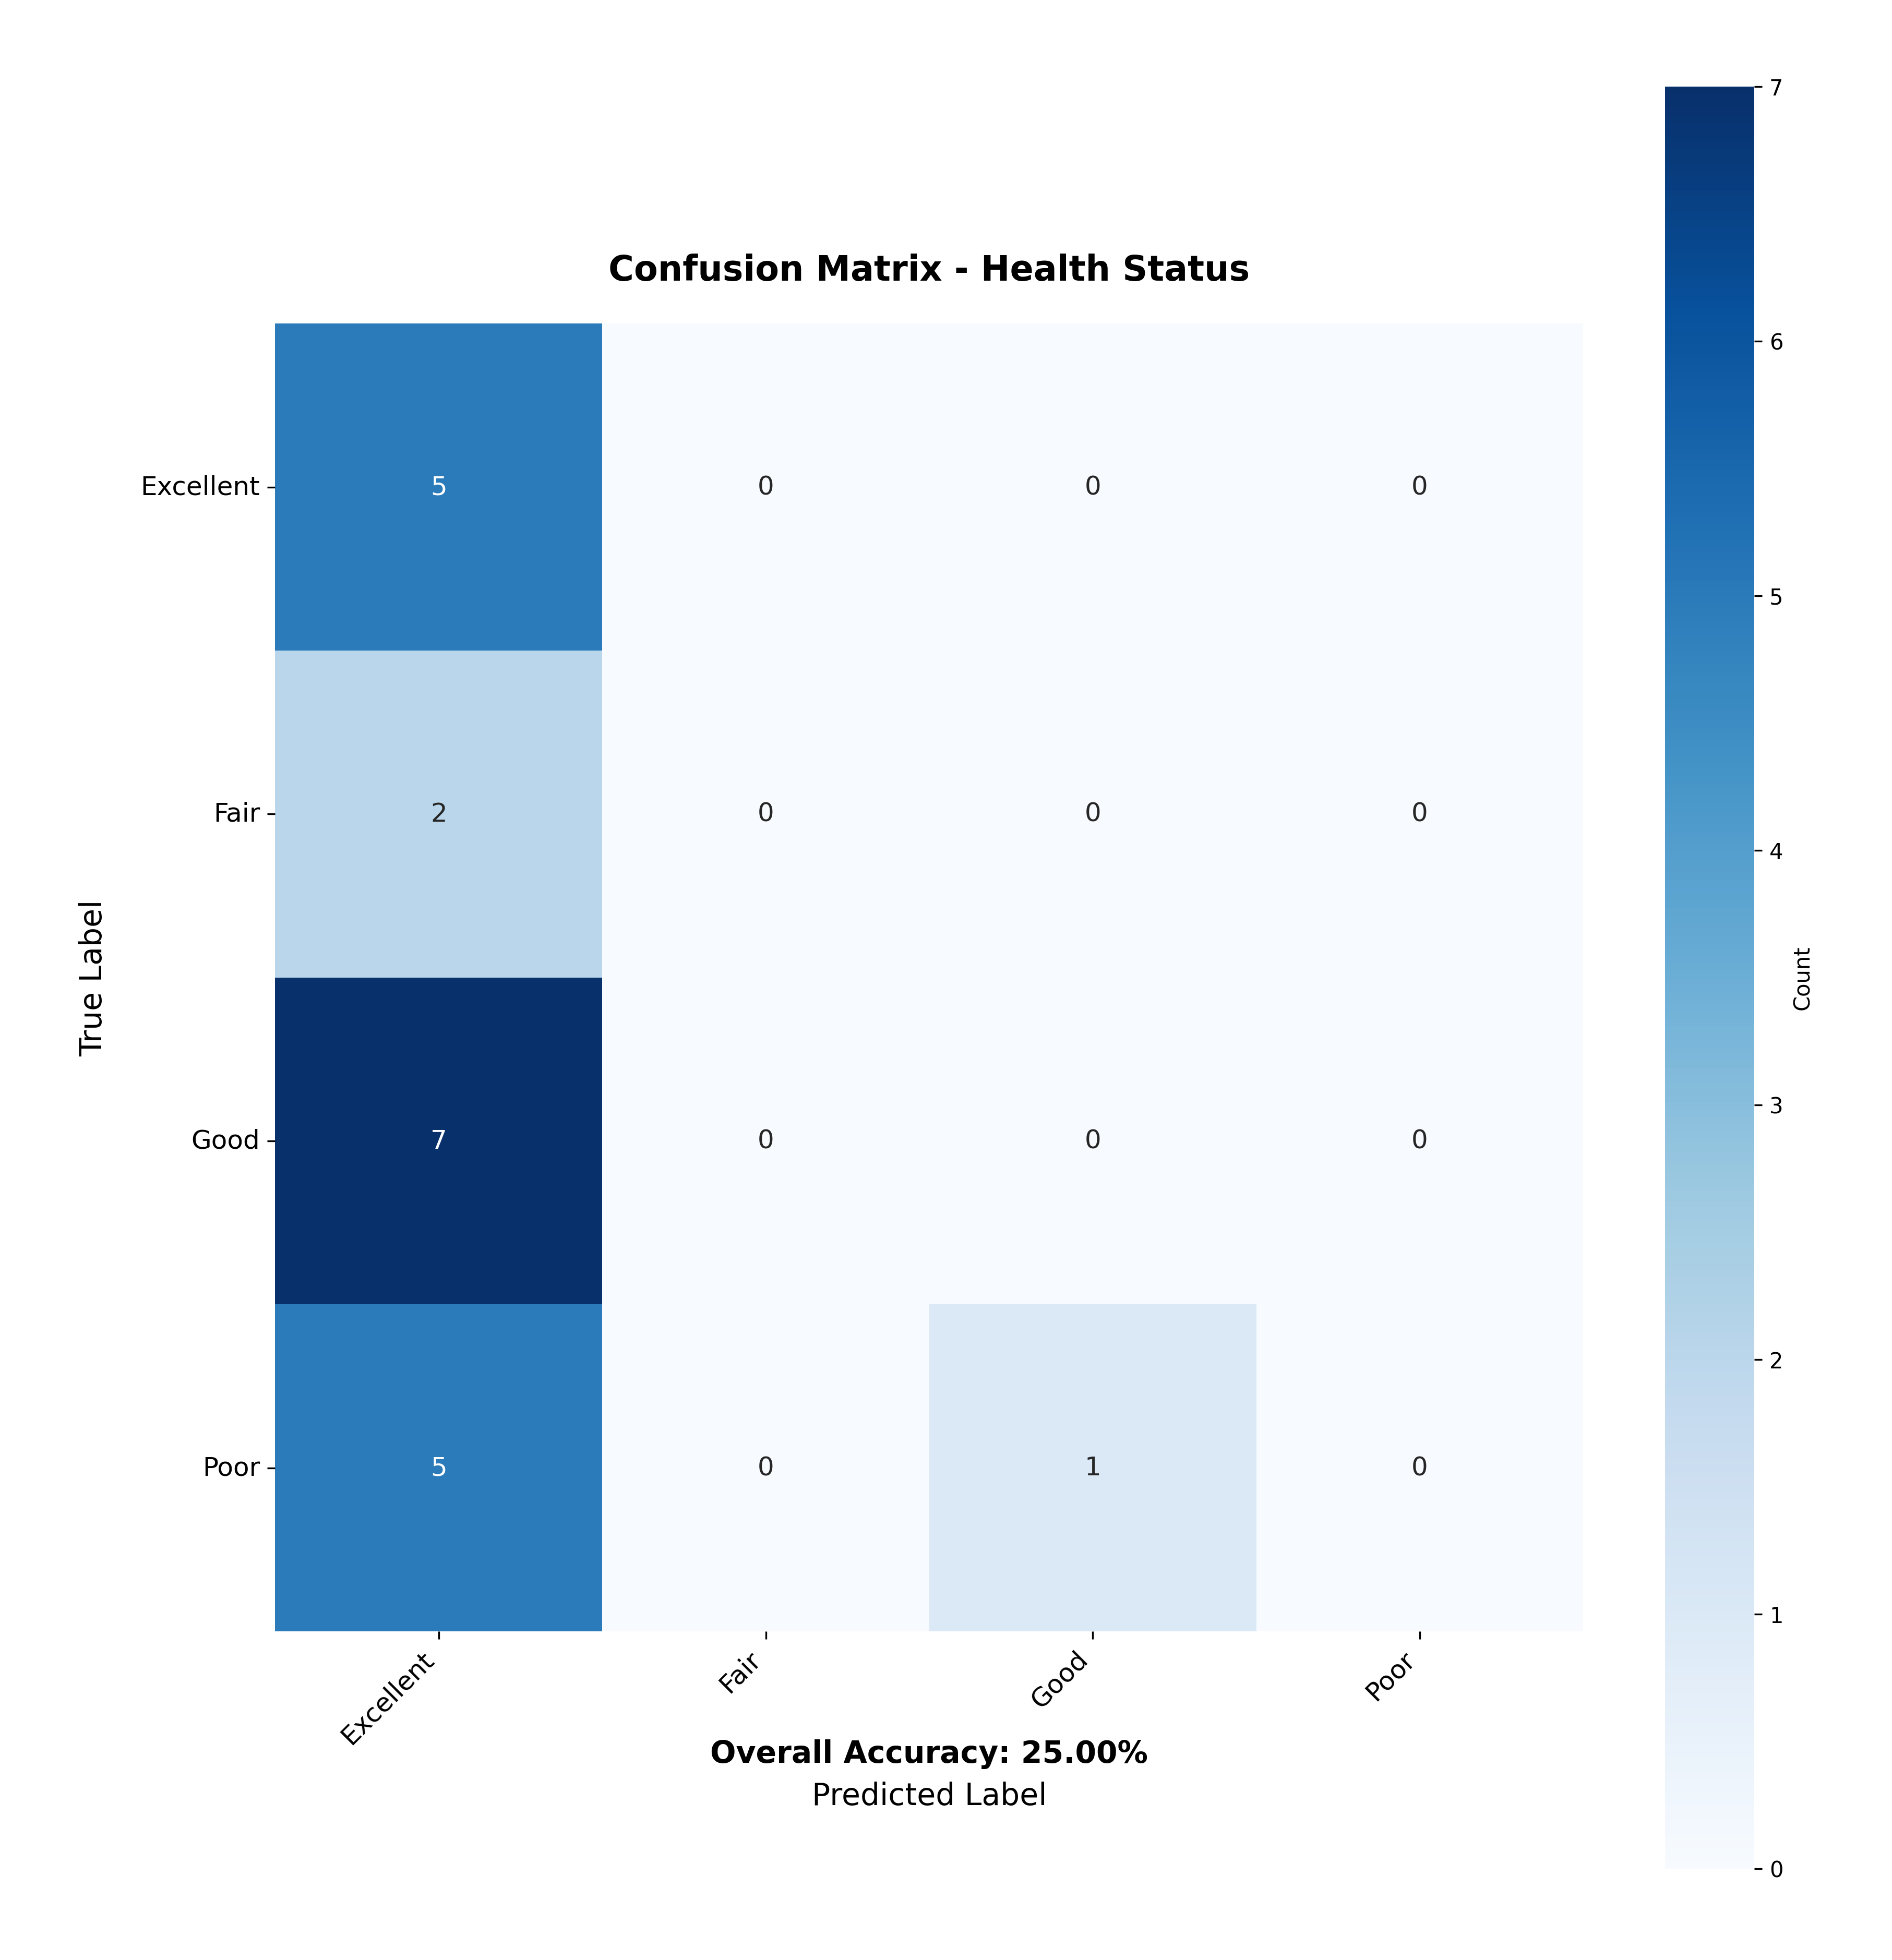 Confusion Matrix - Health Status
True Label
Excellent 5 0 0 0
Fair 2 0 0 0
Good 7 0 0 0
Poor 5 0 1 0
Excellent Fair Good Poor
Overall Accuracy: 25.00%
Predicted Label
7
6
5
4
3
2
1
0
Count